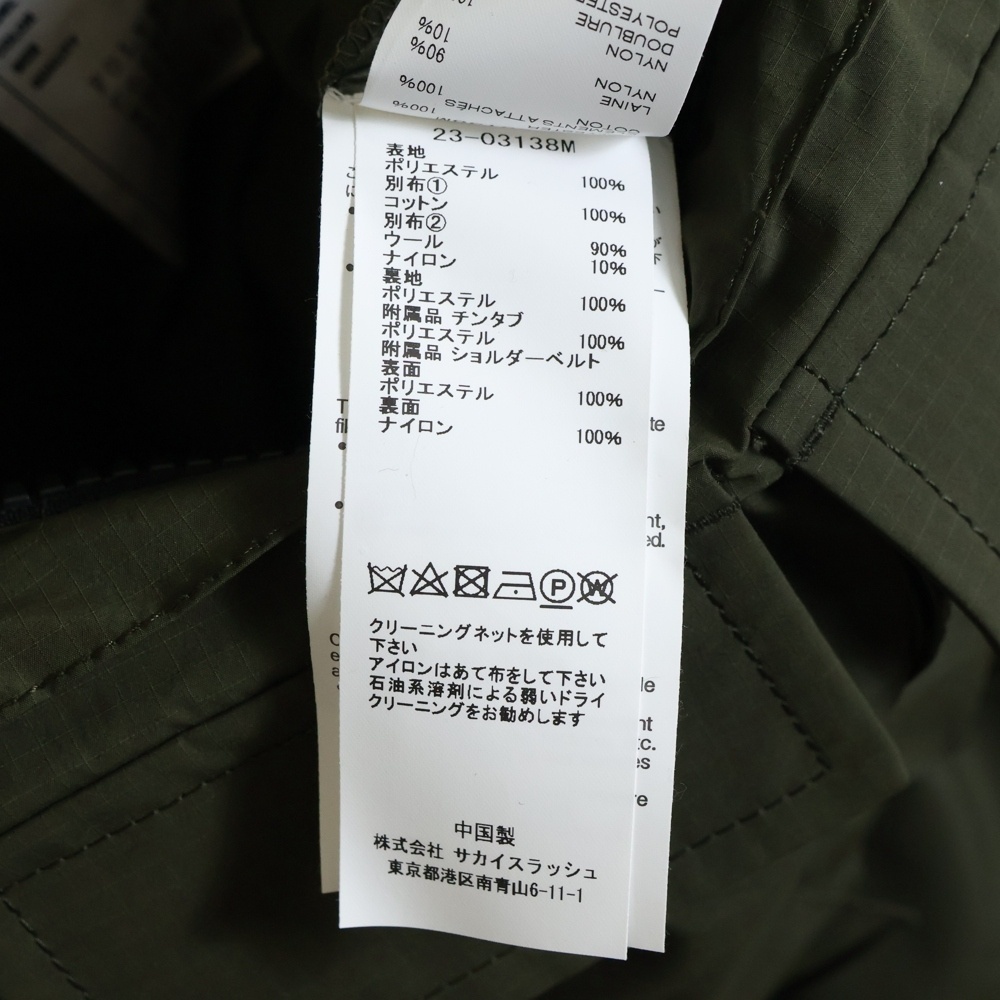 POLYESTER
DOUBLURE
NYLON
10%
NYLON
90%
LAINE
100%
COTON
100%
23-03138M
表地
ポリエステル 100%
別布①
コットン 100%
別布②
ウール 90%
ナイロン 10%
裏地
ポリエステル 100%
附属品 チンタブ
ポリエステル 100%
附属品 ショルダーベルト
表面
ポリエステル 100%
裏面
ナイロン 100%
P
W
クリーニングネットを使用して
下さい
アイロンはあて布をして下さい
石油系溶剤による弱いドライ
クリーニングをお勧めします
中国製
株式会社 サカイスラッシュ
東京都港区南青山6-11-1